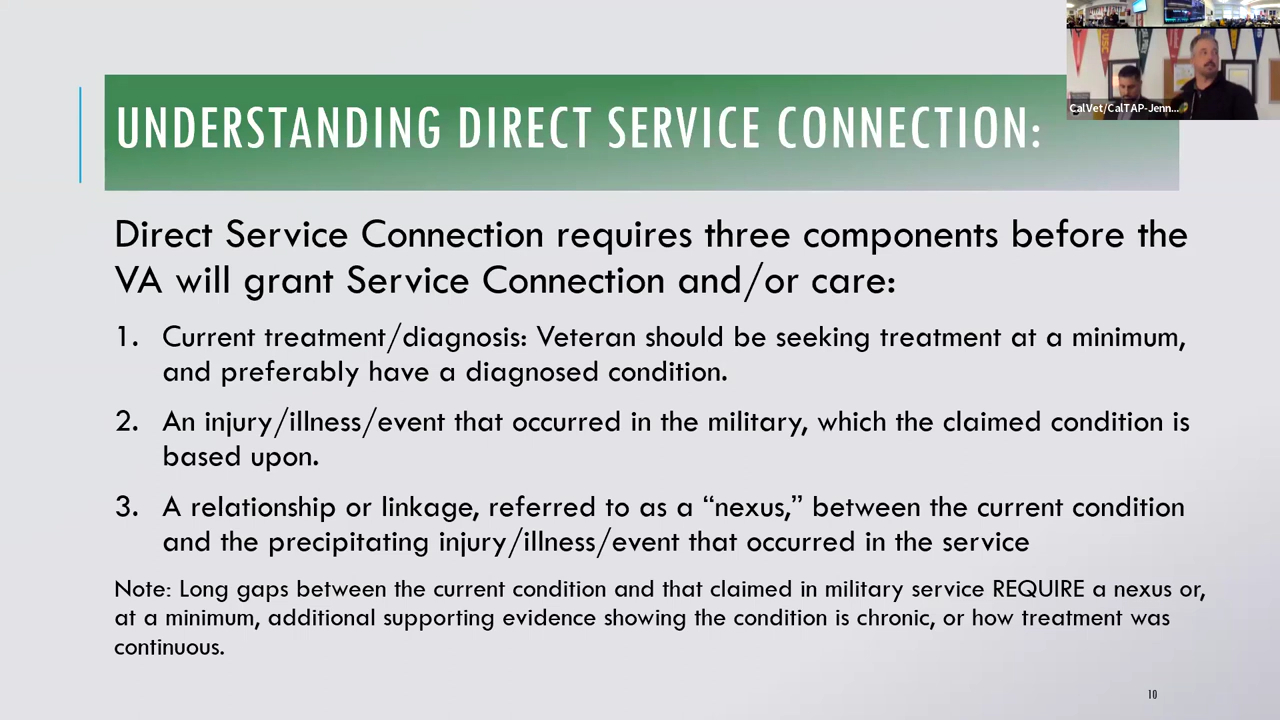 UNDERSTANDING DIRECT SERVICE CONNECTION:
CalVet/CalTAP-Jenn...
Direct Service Connection requires three components before the
VA will grant Service Connection and/or care:
1. Current treatment/diagnosis: Veteran should be seeking treatment at a minimum,
and preferably have a diagnosed condition.
2. An injury/illness/event that occurred in the military, which the claimed condition is
based upon.
3. A relationship or linkage, referred to as a “nexus,” between the current condition
and the precipitating injury/illness/event that occurred in the service
Note: Long gaps between the current condition and that claimed in military service REQUIRE a nexus or,
at a minimum, additional supporting evidence showing the condition is chronic, or how treatment was
continuous.
10